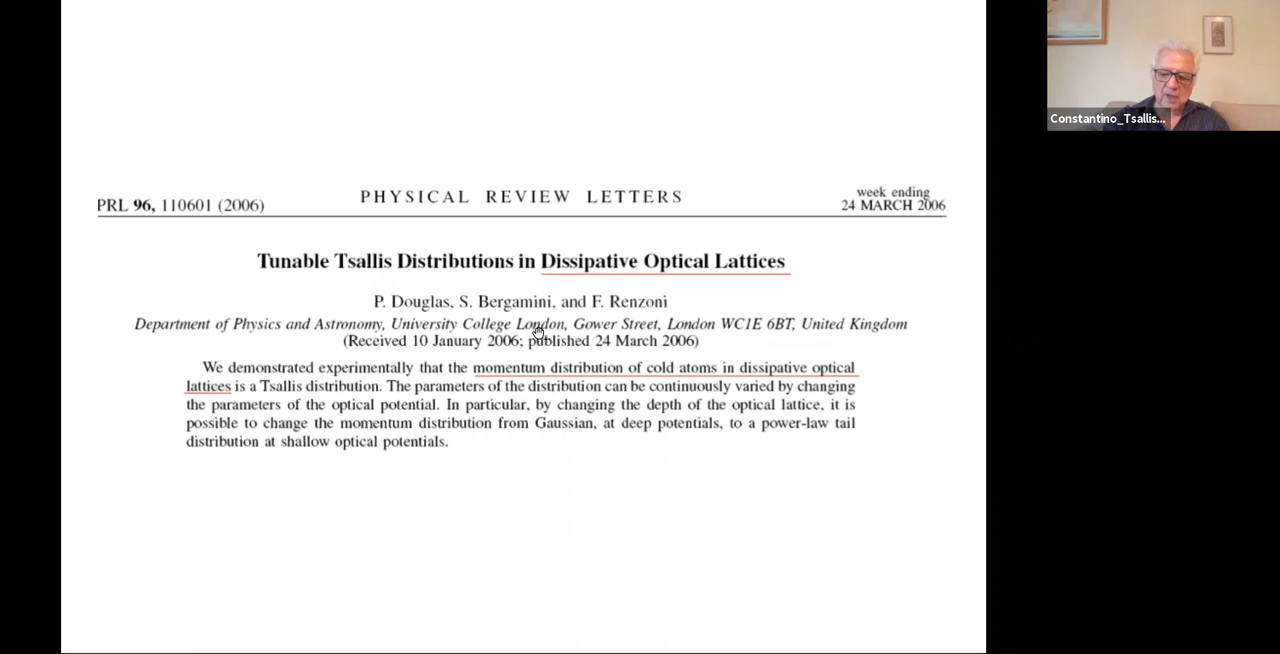 PRL 96, 110601 (2006)
PHYSICAL REVIEW LETTERS
week ending
24 MARCH 2006
Tunable Tsallis Distributions in Dissipative Optical Lattices
P. Douglas, S. Bergamini, and F. Renzoni
Department of Physics and Astronomy, University College London, Gower Street, London WC1E 6BT, United Kingdom
(Received 10 January 2006; published 24 March 2006)
We demonstrated experimentally that the momentum distribution of cold atoms in dissipative optical
lattices is a Tsallis distribution. The parameters of the distribution can be continuously varied by changing
the parameters of the optical potential. In particular, by changing the depth of the optical lattice, it is
possible to change the momentum distribution from Gaussian, at deep potentials, to a power-law tail
distribution at shallow optical potentials.
Constantino_Tsallis...